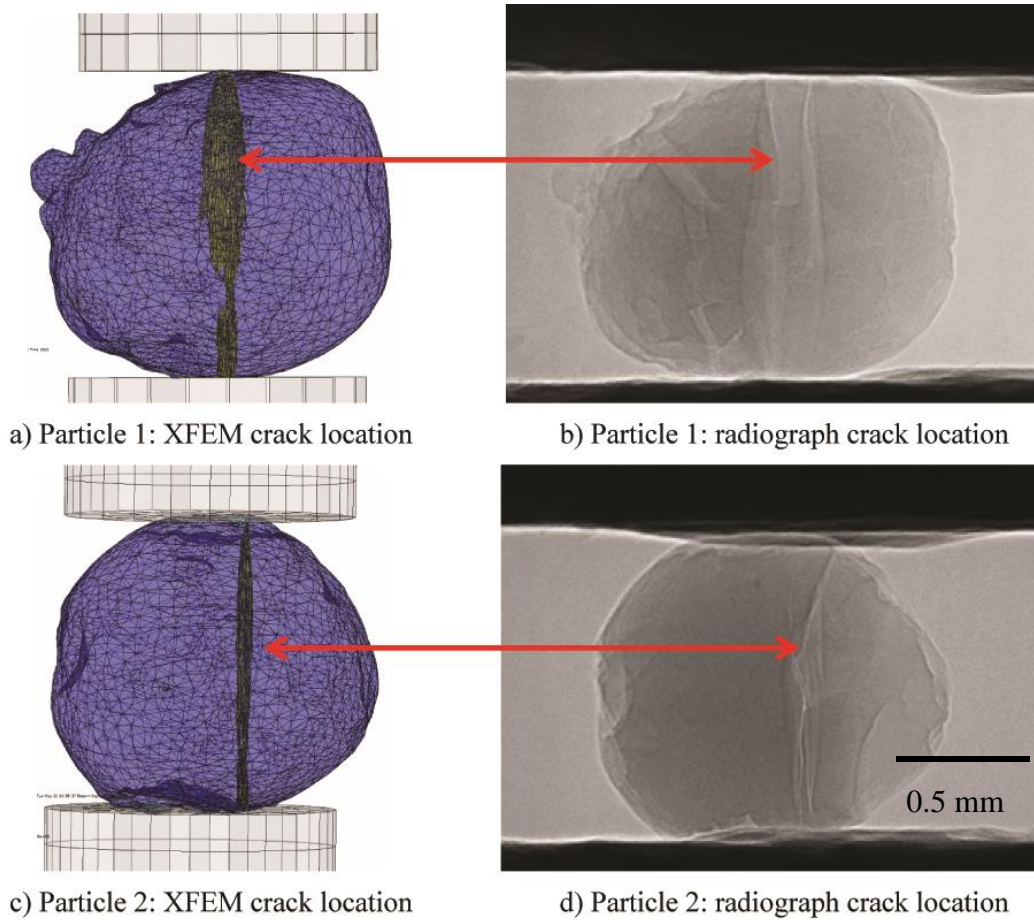 a) Particle 1: XFEM crack location
b) Particle 1: radiograph crack location
0.5 mm
c) Particle 2: XFEM crack location
d) Particle 2: radiograph crack location